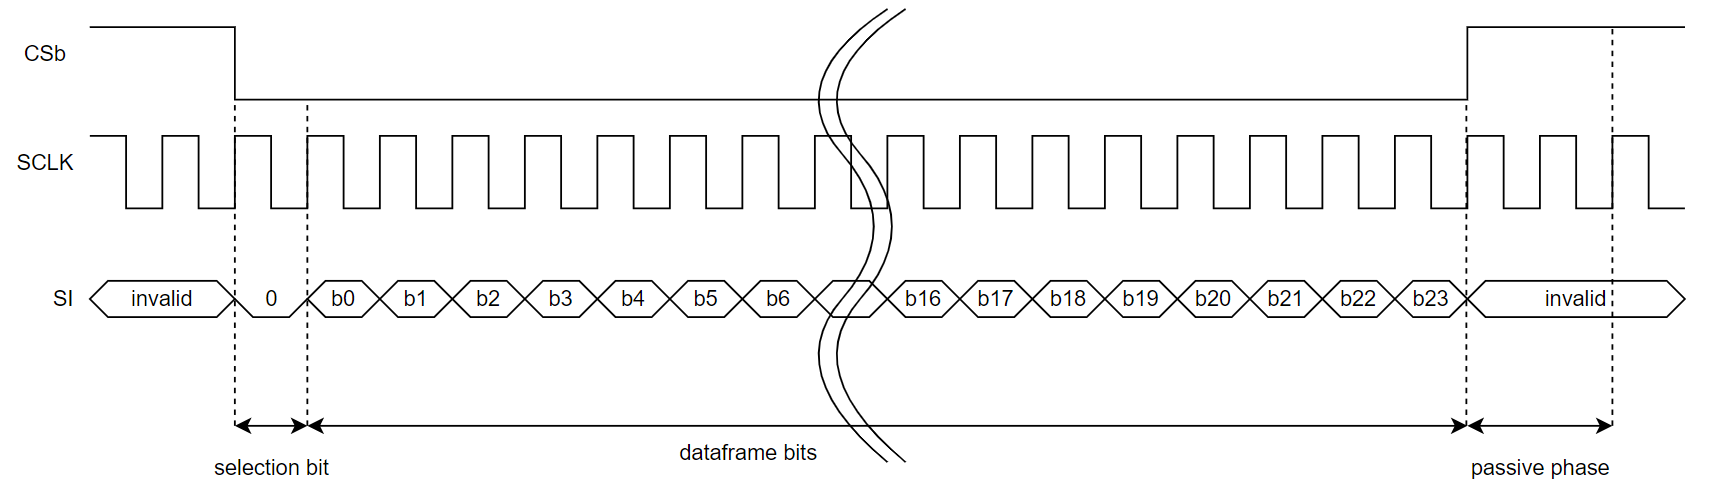 CSb
SCLK
SI invalid 0 b0 b1 b2 b3 b4 b5 b6 b16 b17 b18 b19 b20 b21 b22 b23 invalid
dataframe bits
selection bit passive phase